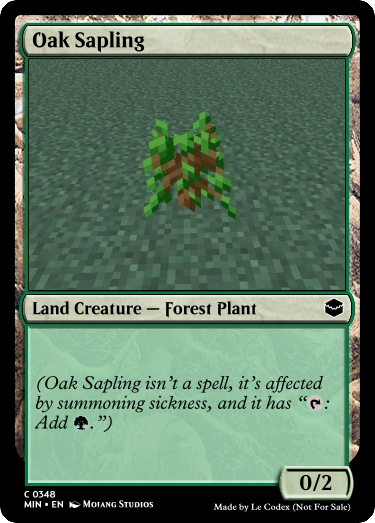 Oak Sapling
Land Creature — Forest Plant
(Oak Sapling isn't a spell, it's affected
by summoning sickness, and it has “:
Add .”)
0/2
C 0348
MIN • EN Mojang Studios
Made by Le Codex (Not For Sale)